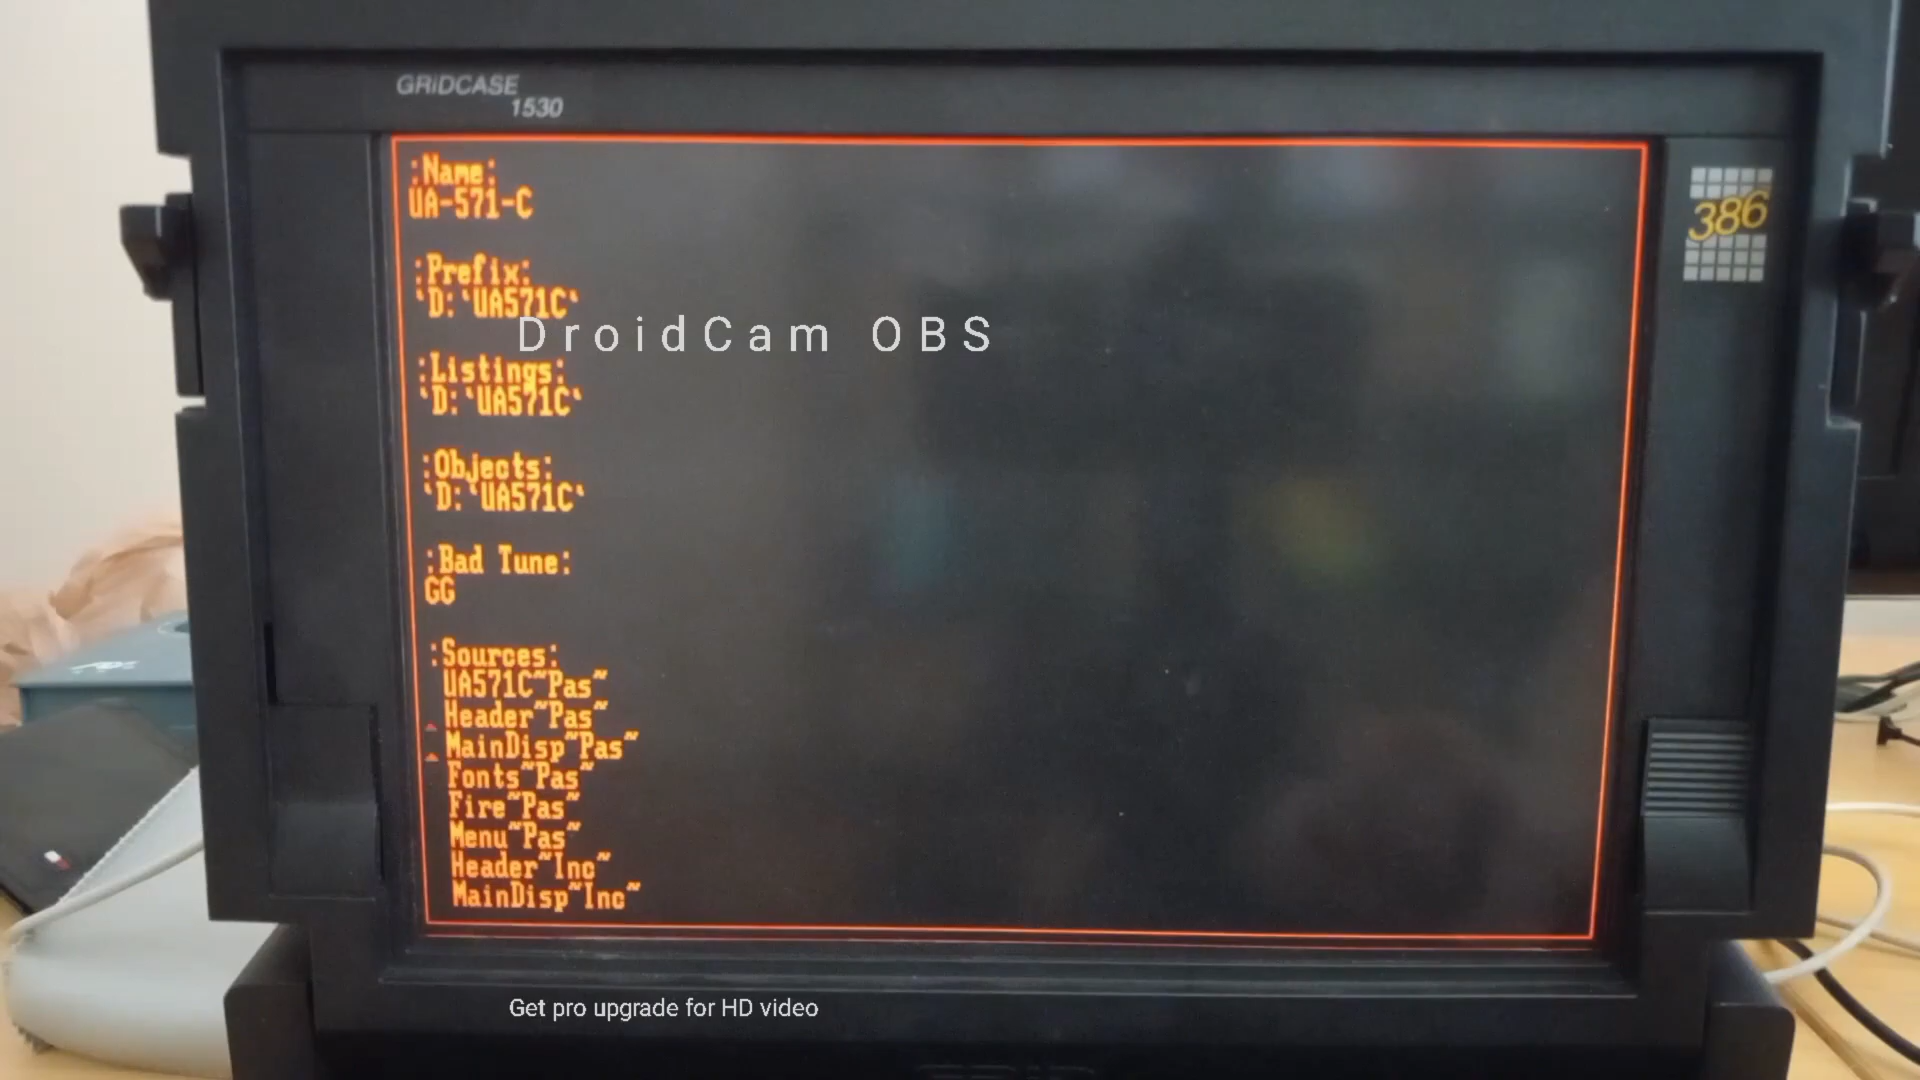 GRiDCASE
1530
386
:Name:
UA-571-C
:Prefix:
`D:`UA571C`
DroidCam OBS
:Listings:
`D:`UA571C`
:Objects:
`D:`UA571C`
:Bad Tune:
GG
:Sources:
UA571C~Pas~
Header~Pas~
MainDisp~Pas~
Fonts~Pas~
Fire~Pas~
Menu~Pas~
Header~Inc~
MainDisp~Inc~
Get pro upgrade for HD video